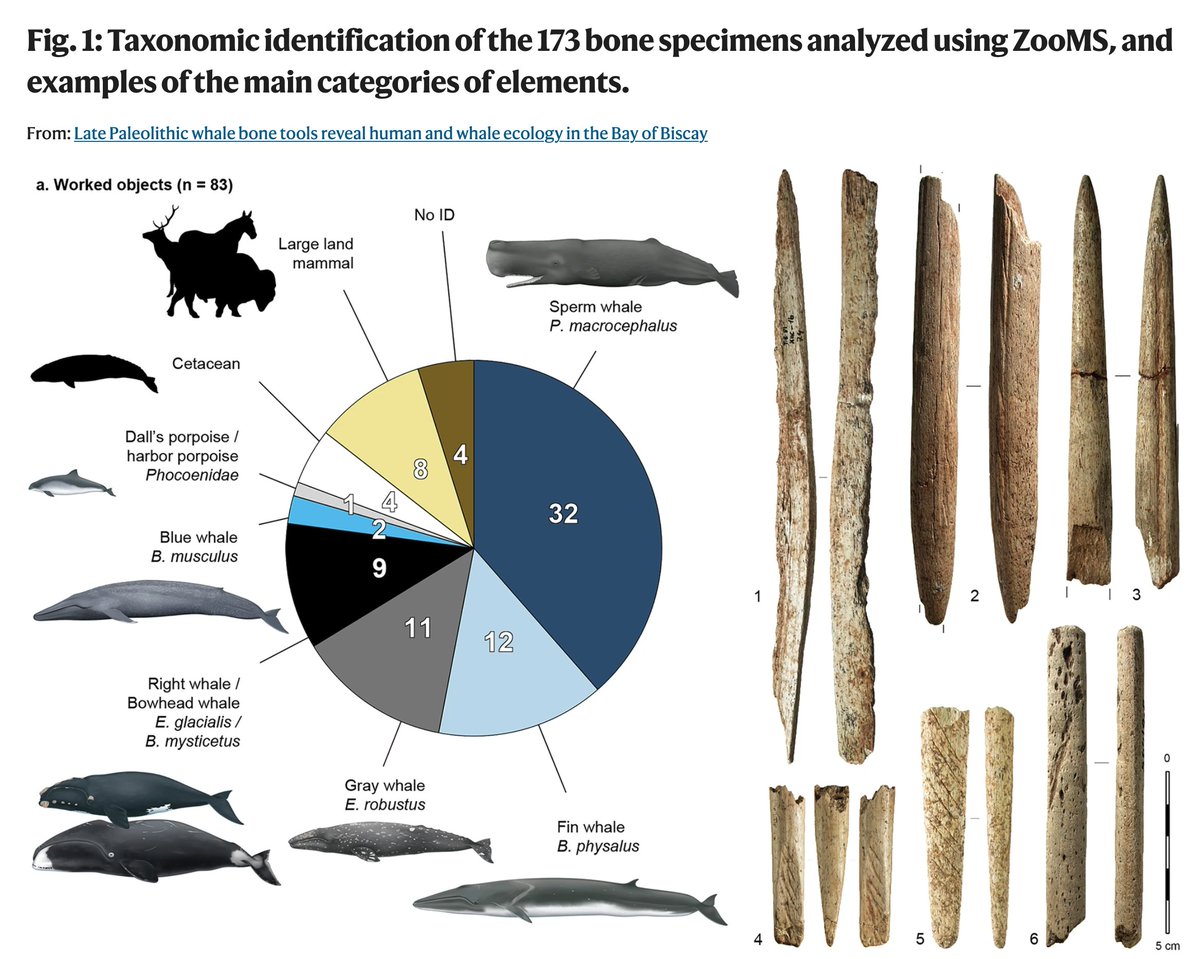 Fig. 1: Taxonomic identification of the 173 bone specimens analyzed using ZooMS, and
examples of the main categories of elements.
From: Late Paleolithic whale bone tools reveal human and whale ecology in the Bay of Biscay
a. Worked objects (n = 83)
No ID
Large land
mammal
Sperm whale
P. macrocephalus
Cetacean
Dall's porpoise /
harbor porpoise
Phocoenidae
Blue whale
B. musculus
Right whale /
Bowhead whale
E. glacialis /
B. mysticetus
Gray whale
E. robustus
Fin whale
B. physalus
4
8
32
4
1
2
9
11
12
1
2
3
4
5
6
0
5 cm